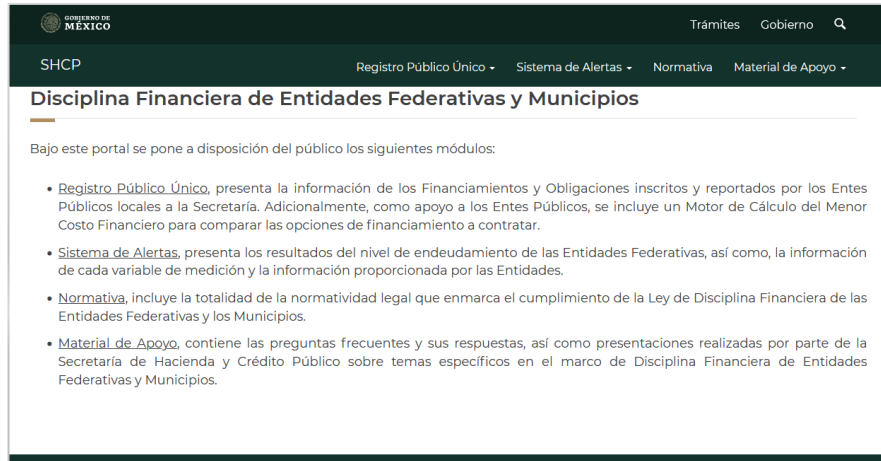 GOBIERNO DE
MÉXICO
Trámites Gobierno
SHCP
Registro Público Único Sistema de Alertas Normativa Material de Apoyo
Disciplina Financiera de Entidades Federativas y Municipios
Bajo este portal se pone a disposición del público los siguientes módulos:
• Registro Público Único, presenta la información de los Financiamientos y Obligaciones inscritos y reportados por los Entes
Públicos locales a la Secretaría. Adicionalmente, como apoyo a los Entes Públicos, se incluye un Motor de Cálculo del Menor
Costo Financiero para comparar las opciones de financiamiento a contratar.
• Sistema de Alertas, presenta los resultados del nivel de endeudamiento de las Entidades Federativas, así como, la información
de cada variable de medición y la información proporcionada por las Entidades.
• Normativa, incluye la totalidad de la normatividad legal que enmarca el cumplimiento de la Ley de Disciplina Financiera de las
Entidades Federativas y los Municipios.
• Material de Apoyo, contiene las preguntas frecuentes y sus respuestas, así como presentaciones realizadas por parte de la
Secretaría de Hacienda y Crédito Público sobre temas específicos en el marco de Disciplina Financiera de Entidades
Federativas y Municipios.